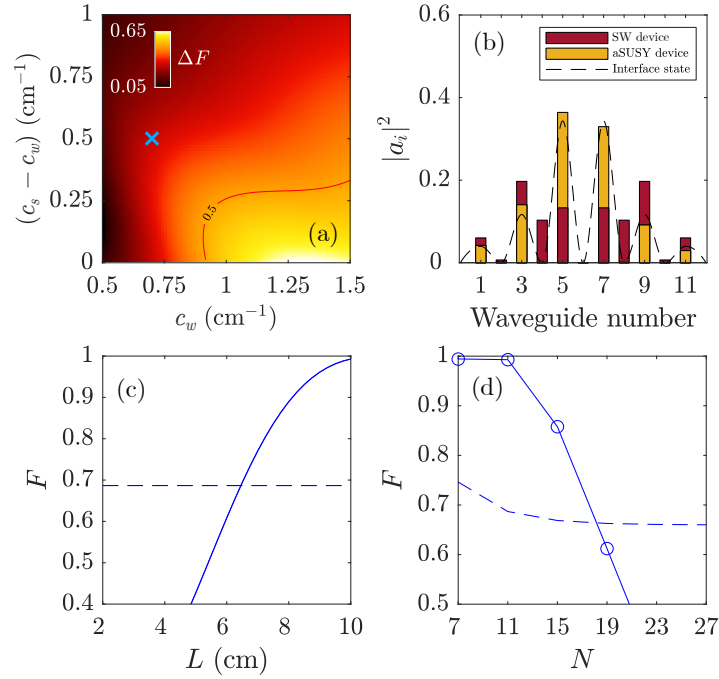 1
0.75
0.5
0.25
0
(c_s − c_w) (cm⁻¹)
0.65
0.05
ΔF
0.5
(a)
0.5 0.75 1 1.25 1.5
c_w (cm⁻¹)
0.6
0.4
0.2
0
|a_i|²
(b)
SW device
aSUSY device
Interface state
1 3 5 7 9 11
Waveguide number
1
0.9
0.8
0.7
0.6
0.5
0.4
F
(c)
2 4 6 8 10
L (cm)
1
0.9
0.8
0.7
0.6
0.5
F
(d)
7 11 15 19 23 27
N